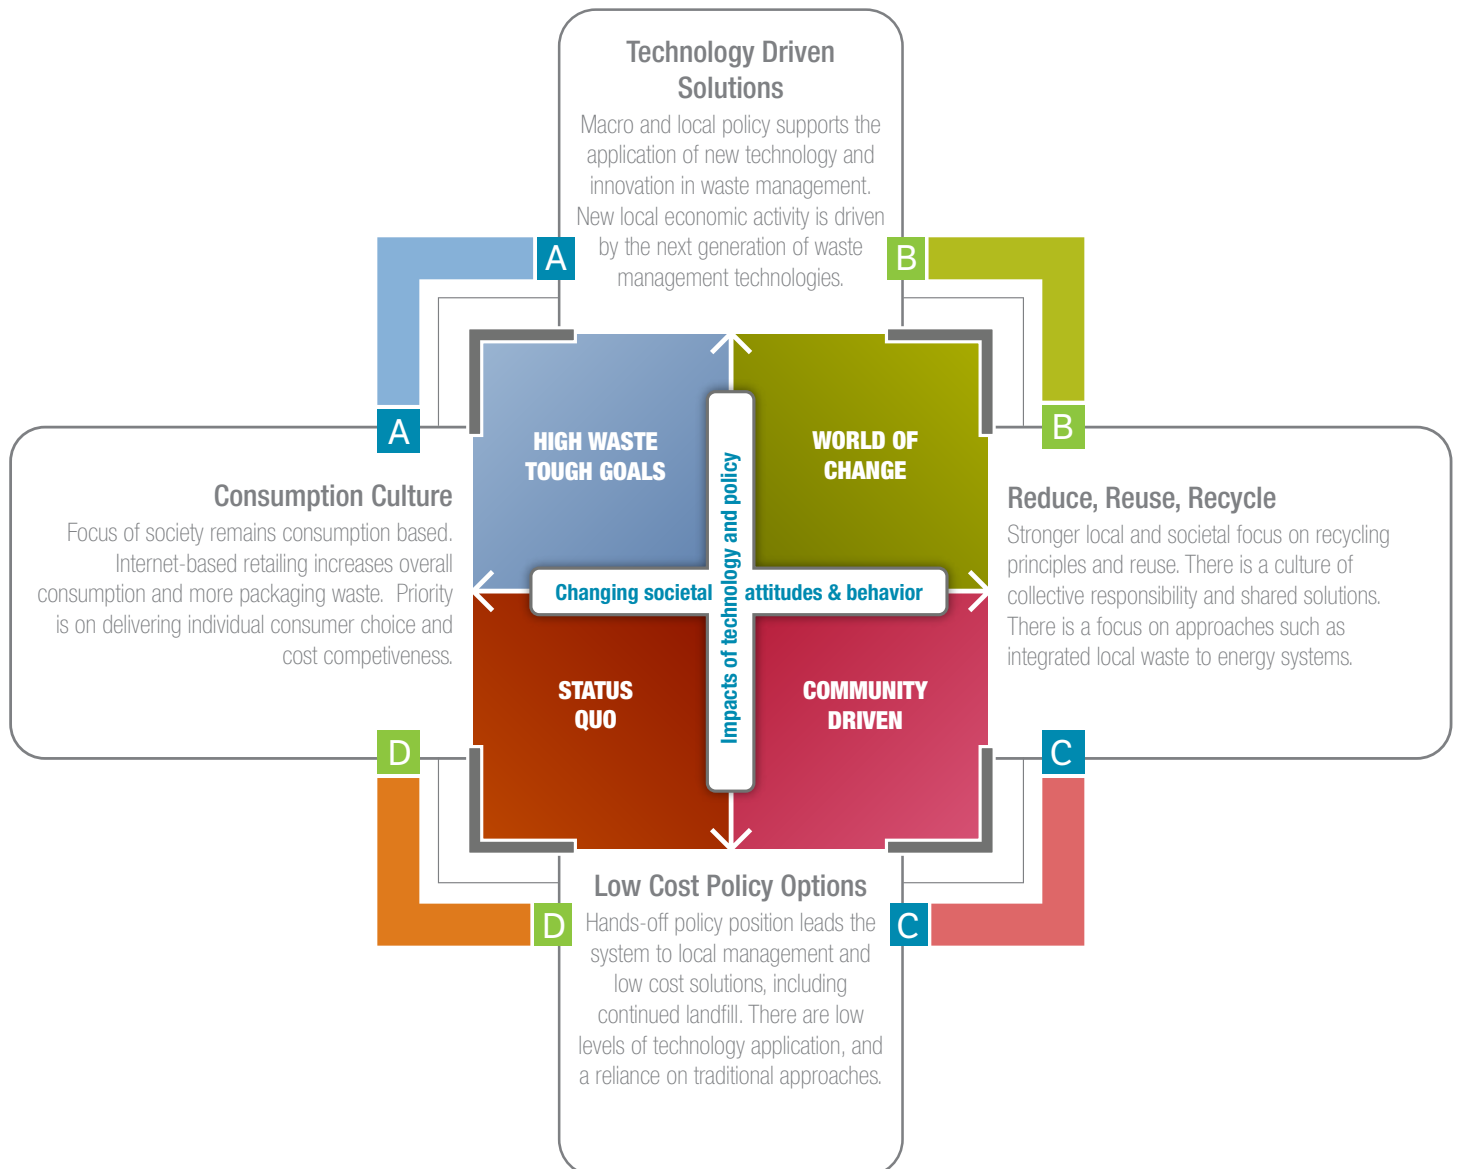 Technology Driven
Solutions
Macro and local policy supports the
application of new technology and
innovation in waste management.
New local economic activity is driven
by the next generation of waste
management technologies.
A
B
A
B
HIGH WASTE
TOUGH GOALS
WORLD OF
CHANGE
Consumption Culture
Focus of society remains consumption based.
Internet-based retailing increases overall
consumption and more packaging waste. Priority
is on delivering individual consumer choice and
cost competiveness.
Impacts of technology and policy
Changing societal attitudes & behavior
Reduce, Reuse, Recycle
Stronger local and societal focus on recycling
principles and reuse. There is a culture of
collective responsibility and shared solutions.
There is a focus on approaches such as
integrated local waste to energy systems.
STATUS
QUO
COMMUNITY
DRIVEN
D
C
D
C
Low Cost Policy Options
Hands-off policy position leads the
system to local management and
low cost solutions, including
continued landfill. There are low
levels of technology application, and
a reliance on traditional approaches.